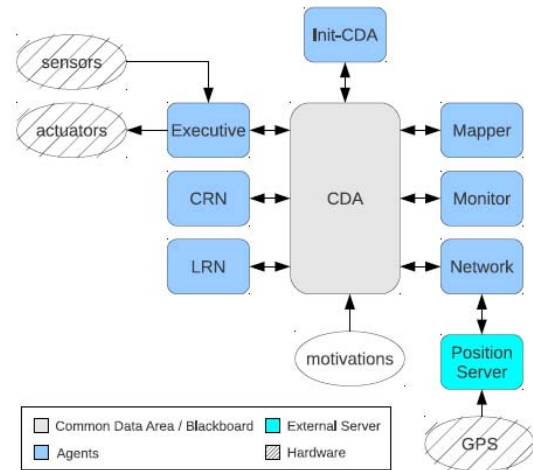 Init-CDA
sensors
actuators
Executive
Mapper
CRN
CDA
Monitor
LRN
Network
motivations
Position
Server
GPS
Common Data Area / Blackboard
External Server
Agents
Hardware